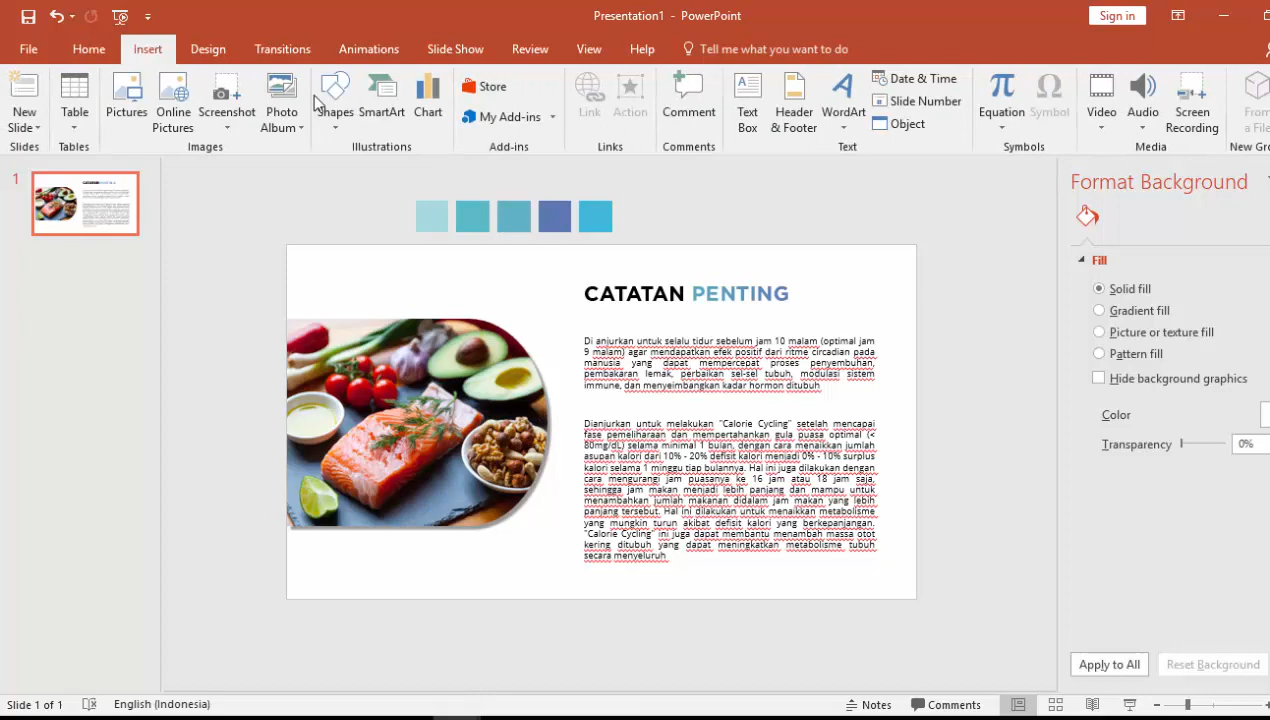 Presentation1 - PowerPoint
Sign in
File Home Insert Design Transitions Animations Slide Show Review View Help Tell me what you want to do
New Slide
Table
Pictures
Online Pictures
Screenshot
Photo Album
Shapes
SmartArt
Chart
Store
My Add-ins
Link
Action
Comment
Text Box
Header & Footer
WordArt
Date & Time
Slide Number
Object
Equation
Symbol
Video
Audio
Screen Recording
From a File
Slides Tables Images Illustrations Add-ins Links Comments Text Symbols Media New Gro
1
CATATAN PENTING
Di anjurkan untuk selalu tidur sebelum jam 10 malam (optimal jam
9 malam) agar mendapatkan efek positif dari ritme circadian pada
manusia yang dapat mempercepat proses penyembuhan,
pembakaran lemak, perbaikan sel-sel tubuh, modulasi sistem
immune, dan menyeimbangkan kadar hormon ditubuh
Dianjurkan untuk melakukan "Calorie Cycling" setelah mencapai
fase pemeliharaan dan mempertahankan gula puasa optimal (<
80mg/dL) selama minimal 1 bulan, dengan cara menaikkan jumlah
asupan kalori dari 10% - 20% defisit kalori menjadi 0% - 10% surplus
kalori selama 1 minggu tiap bulannya. Hal ini juga dilakukan dengan
cara mengurangi jam puasanya ke 16 jam atau 18 jam saja,
sehingga jam makan menjadi lebih panjang dan mampu untuk
menambahkan jumlah makanan didalam jam makan yang lebih
panjang tersebut. Hal ini dilakukan untuk menaikkan metabolisme
yang mungkin turun akibat defisit kalori yang berkepanjangan.
"Calorie Cycling" ini juga dapat membantu menambah massa otot
kering ditubuh yang dapat meningkatkan metabolisme tubuh
secara menyeluruh
Format Background
Fill
Solid fill
Gradient fill
Picture or texture fill
Pattern fill
Hide background graphics
Color
Transparency 0%
Apply to All Reset Background
Slide 1 of 1 English (Indonesia) Notes Comments